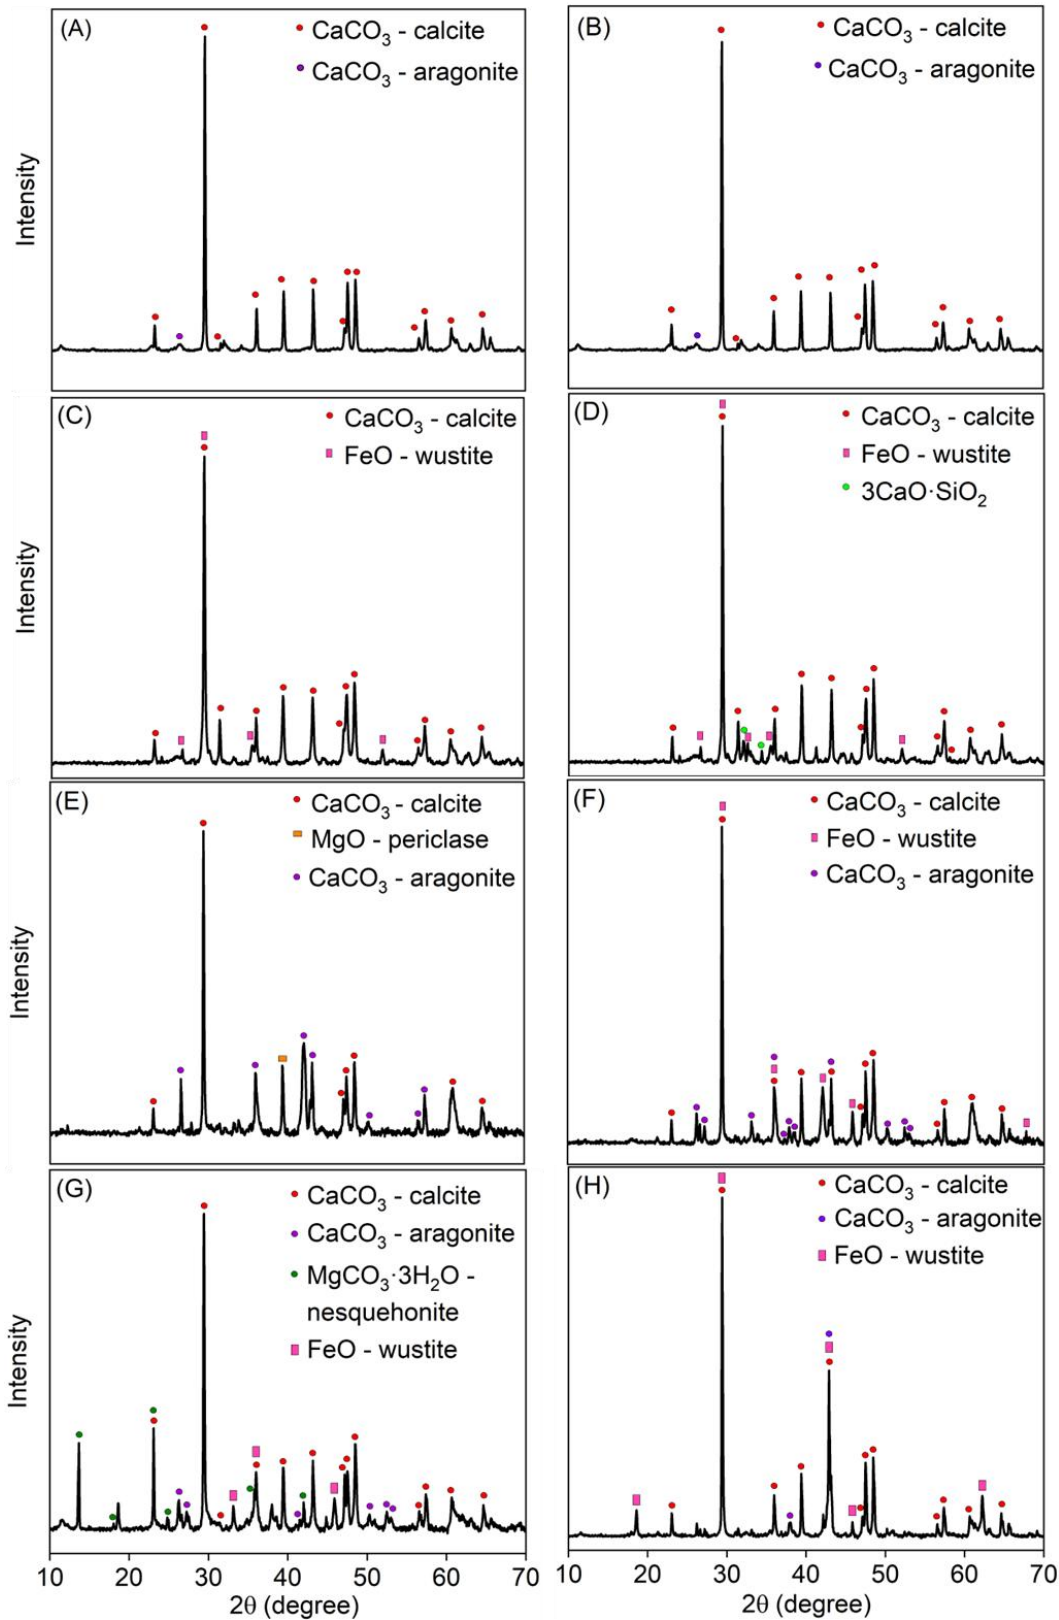 (A)
CaCO₃ - calcite
CaCO₃ - aragonite
Intensity
(B)
CaCO₃ - calcite
CaCO₃ - aragonite
(C)
CaCO₃ - calcite
FeO - wustite
Intensity
(D)
CaCO₃ - calcite
FeO - wustite
3CaO·SiO₂
(E)
CaCO₃ - calcite
MgO - periclase
CaCO₃ - aragonite
Intensity
(F)
CaCO₃ - calcite
FeO - wustite
CaCO₃ - aragonite
(G)
CaCO₃ - calcite
CaCO₃ - aragonite
MgCO₃·3H₂O -
nesquehonite
FeO - wustite
Intensity
10 20 30 40 50 60 70
2θ (degree)
(H)
CaCO₃ - calcite
CaCO₃ - aragonite
FeO - wustite
10 20 30 40 50 60 70
2θ (degree)